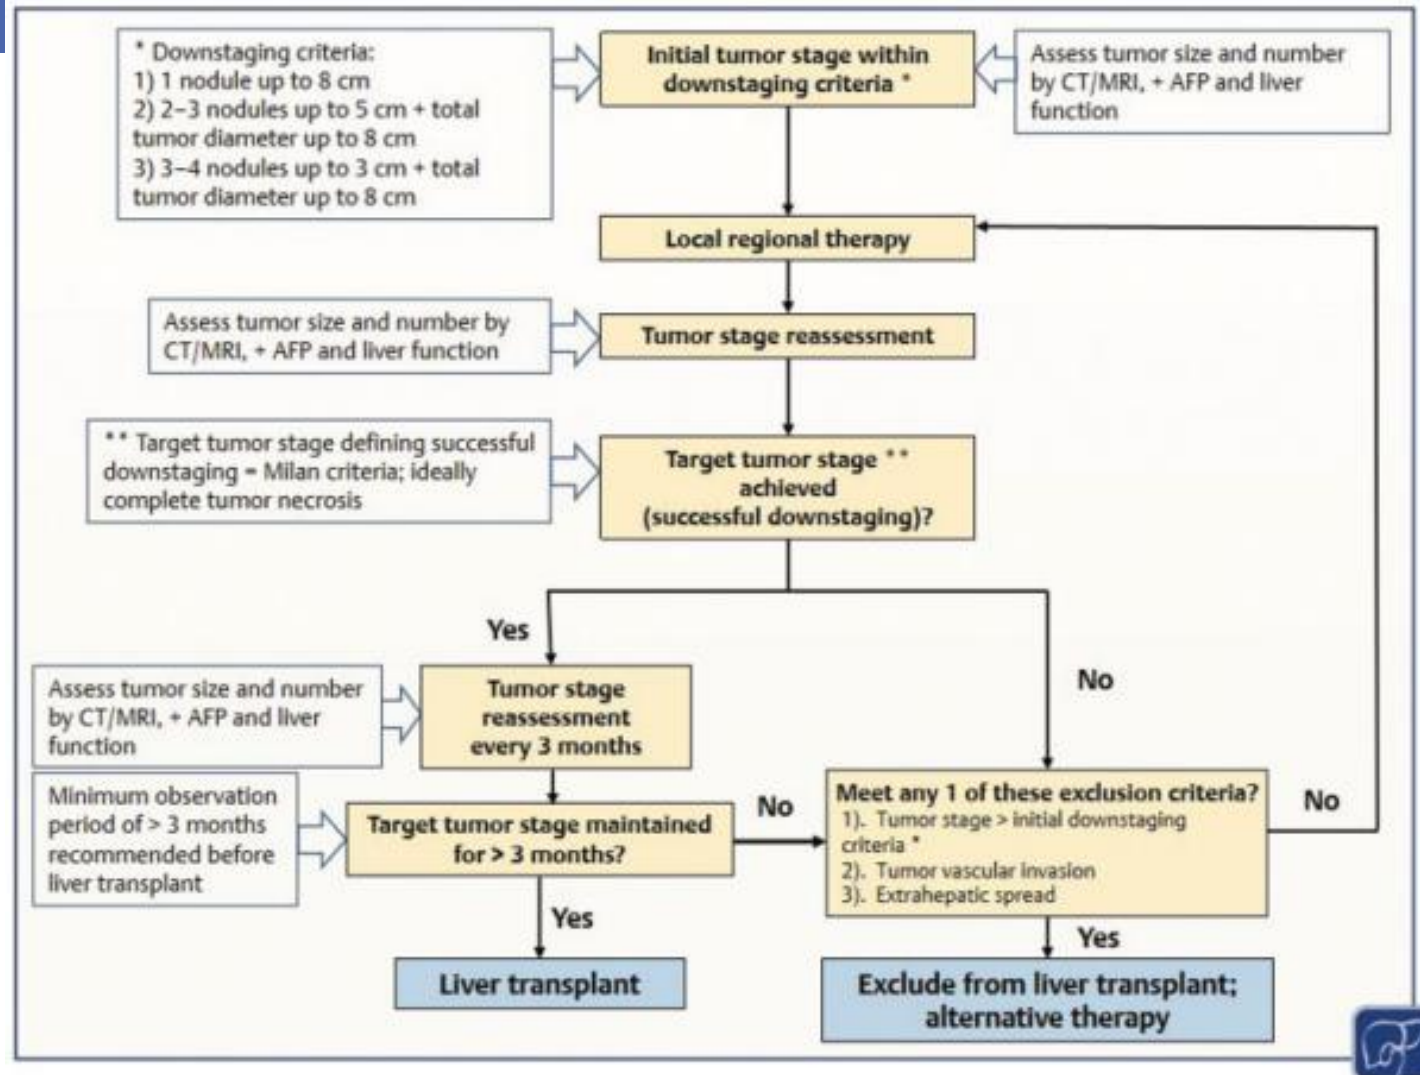 * Downstaging criteria:
1) 1 nodule up to 8 cm
2) 2–3 nodules up to 5 cm + total
tumor diameter up to 8 cm
3) 3–4 nodules up to 3 cm + total
tumor diameter up to 8 cm
Initial tumor stage within
downstaging criteria *
Assess tumor size and number
by CT/MRI, + AFP and liver
function
Local regional therapy
Assess tumor size and number by
CT/MRI, + AFP and liver function
Tumor stage reassessment
** Target tumor stage defining successful
downstaging = Milan criteria; ideally
complete tumor necrosis
Target tumor stage **
achieved
(successful downstaging)?
Yes
No
Assess tumor size and number
by CT/MRI, + AFP and liver
function
Tumor stage
reassessment
every 3 months
Minimum observation
period of > 3 months
recommended before
liver transplant
Target tumor stage maintained
for > 3 months?
No
Meet any 1 of these exclusion criteria?
1). Tumor stage > initial downstaging
criteria *
2). Tumor vascular invasion
3). Extrahepatic spread
No
Yes
Yes
Liver transplant
Exclude from liver transplant;
alternative therapy